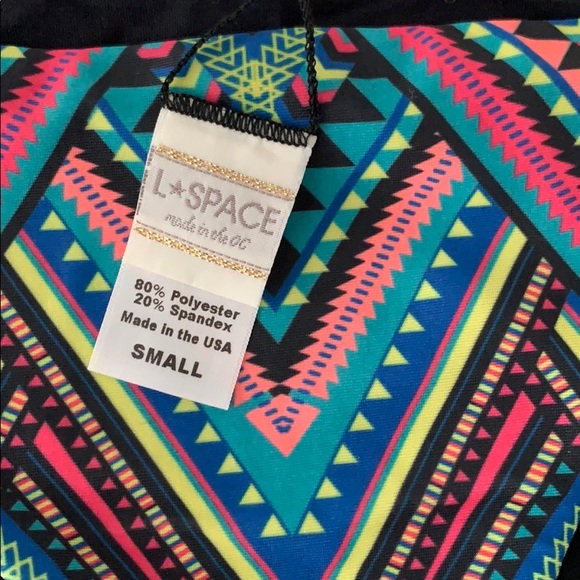 L★SPACE
made in the OC
80% Polyester
20% Spandex
Made in the USA
SMALL